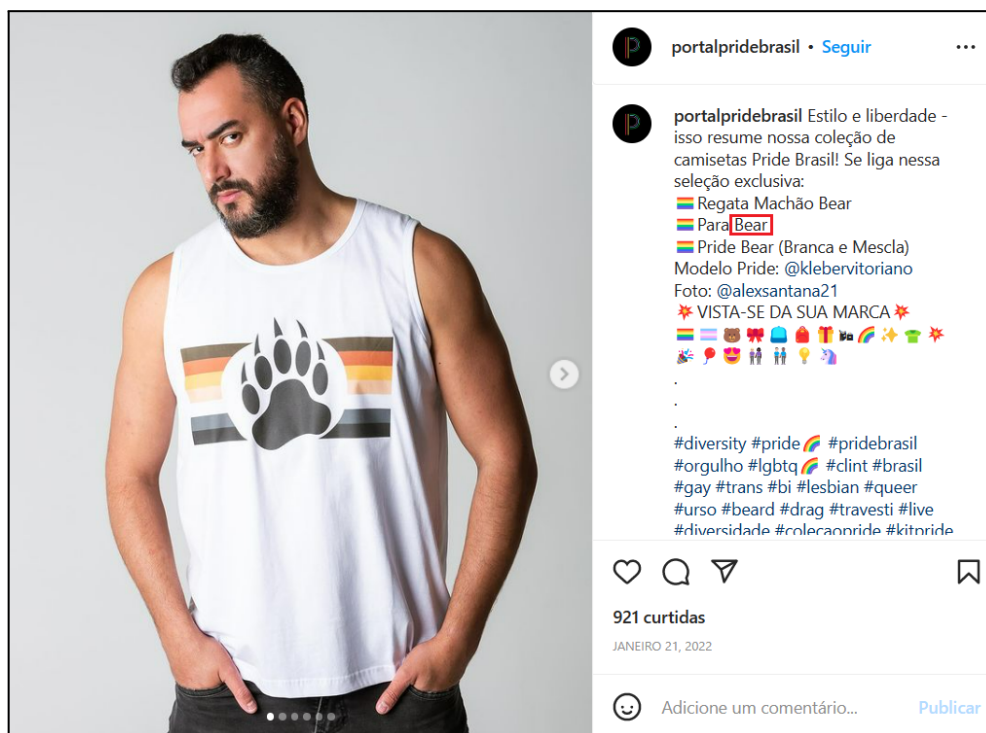 portalpridebrasil • Seguir
portalpridebrasil Estilo e liberdade -
isso resume nossa coleção de
camisetas Pride Brasil! Se liga nessa
seleção exclusiva:
Regata Machão Bear
Para Bear
Pride Bear (Branca e Mescla)
Modelo Pride: @klebervitoriano
Foto: @alexsantana21
💥 VISTA-SE DA SUA MARCA 💥
.
.
.
#diversity #pride🌈 #pridebrasil
#orgulho #lgbtq🌈 #clint #brasil
#gay #trans #bi #lesbian #queer
#urso #beard #drag #travesti #live
#diversidade #colecaopride #kitpride
921 curtidas
JANEIRO 21, 2022
Adicione um comentário... Publicar